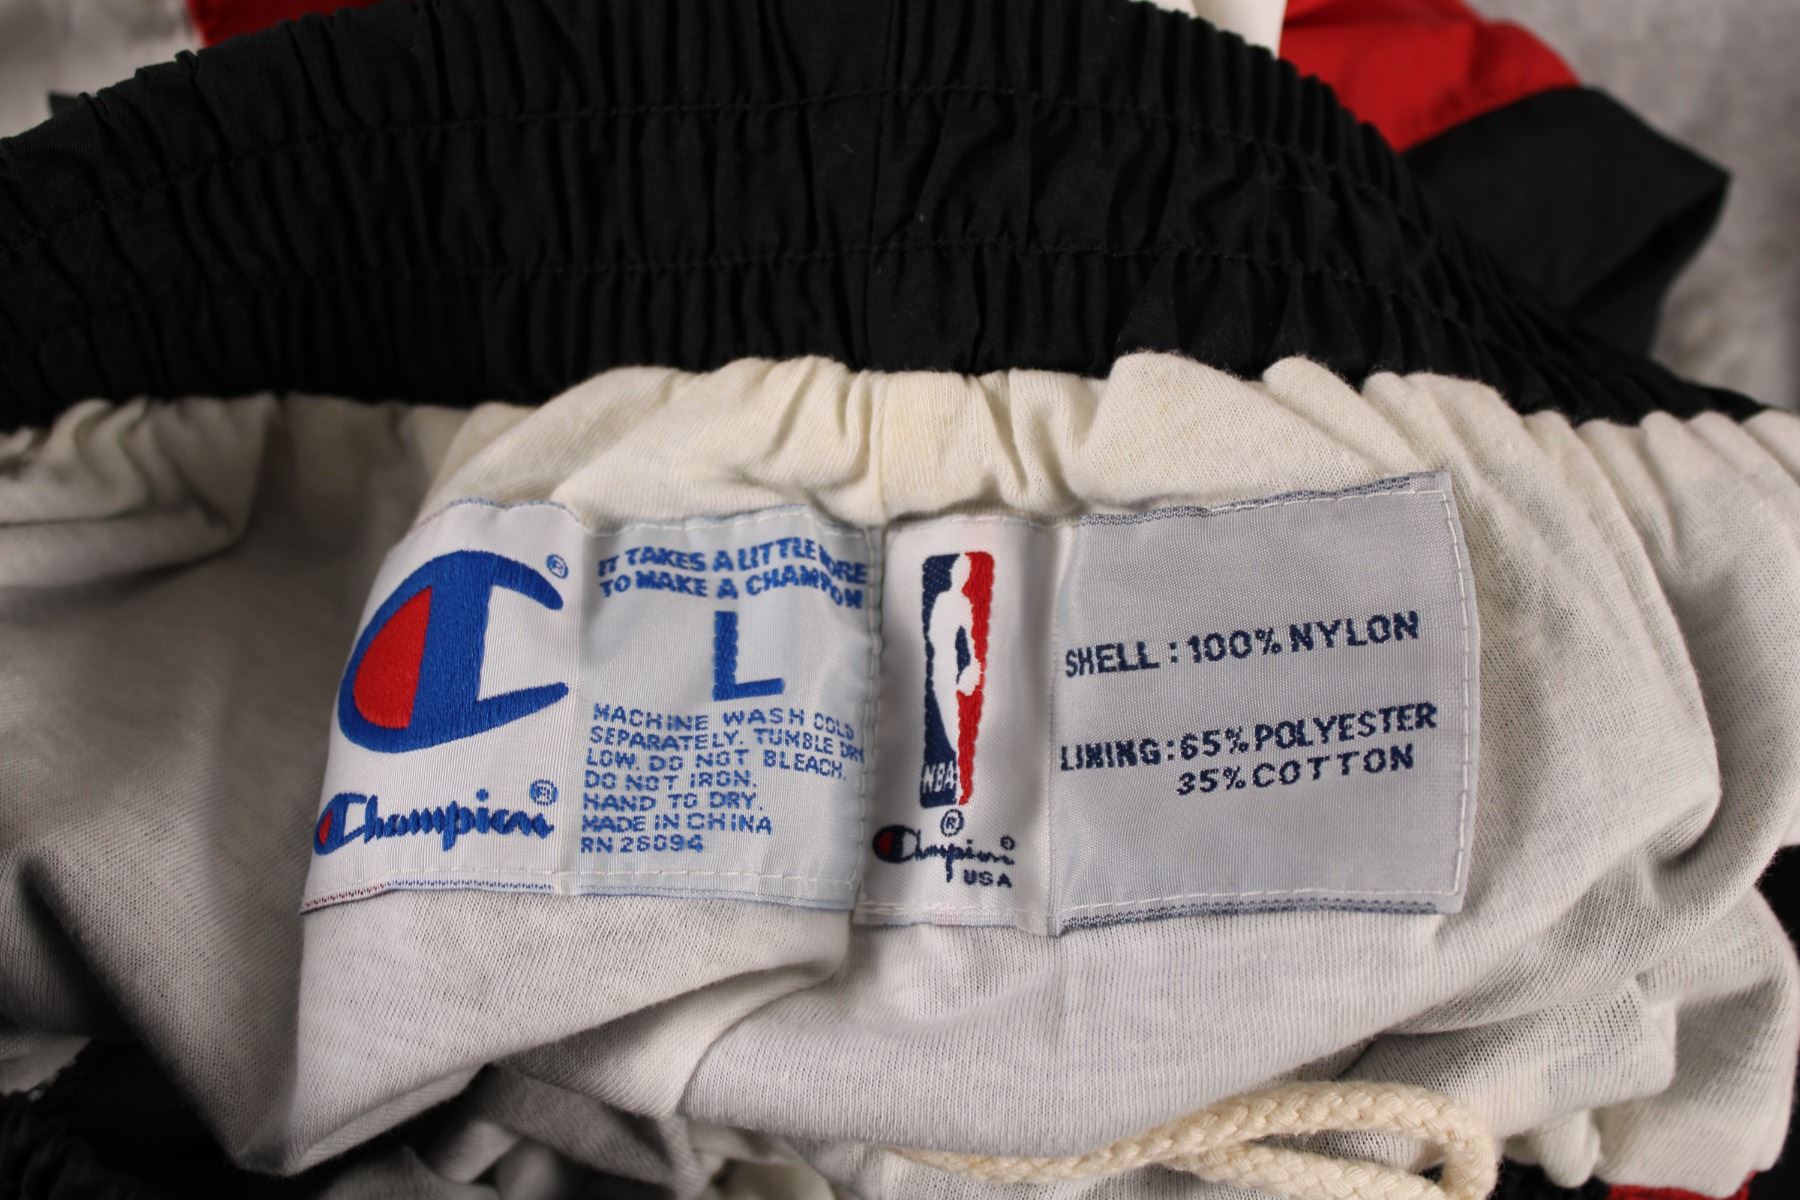 ®
Champion ®
IT TAKES A LITTLE MORE
TO MAKE A CHAMPION
L
MACHINE WASH COLD
SEPARATELY. TUMBLE DRY
LOW. DO NOT BLEACH.
DO NOT IRON.
HAND TO DRY.
MADE IN CHINA
RN 26094
NBA
®
Champion ®
USA
SHELL : 100% NYLON
LINING : 65% POLYESTER
35% COTTON